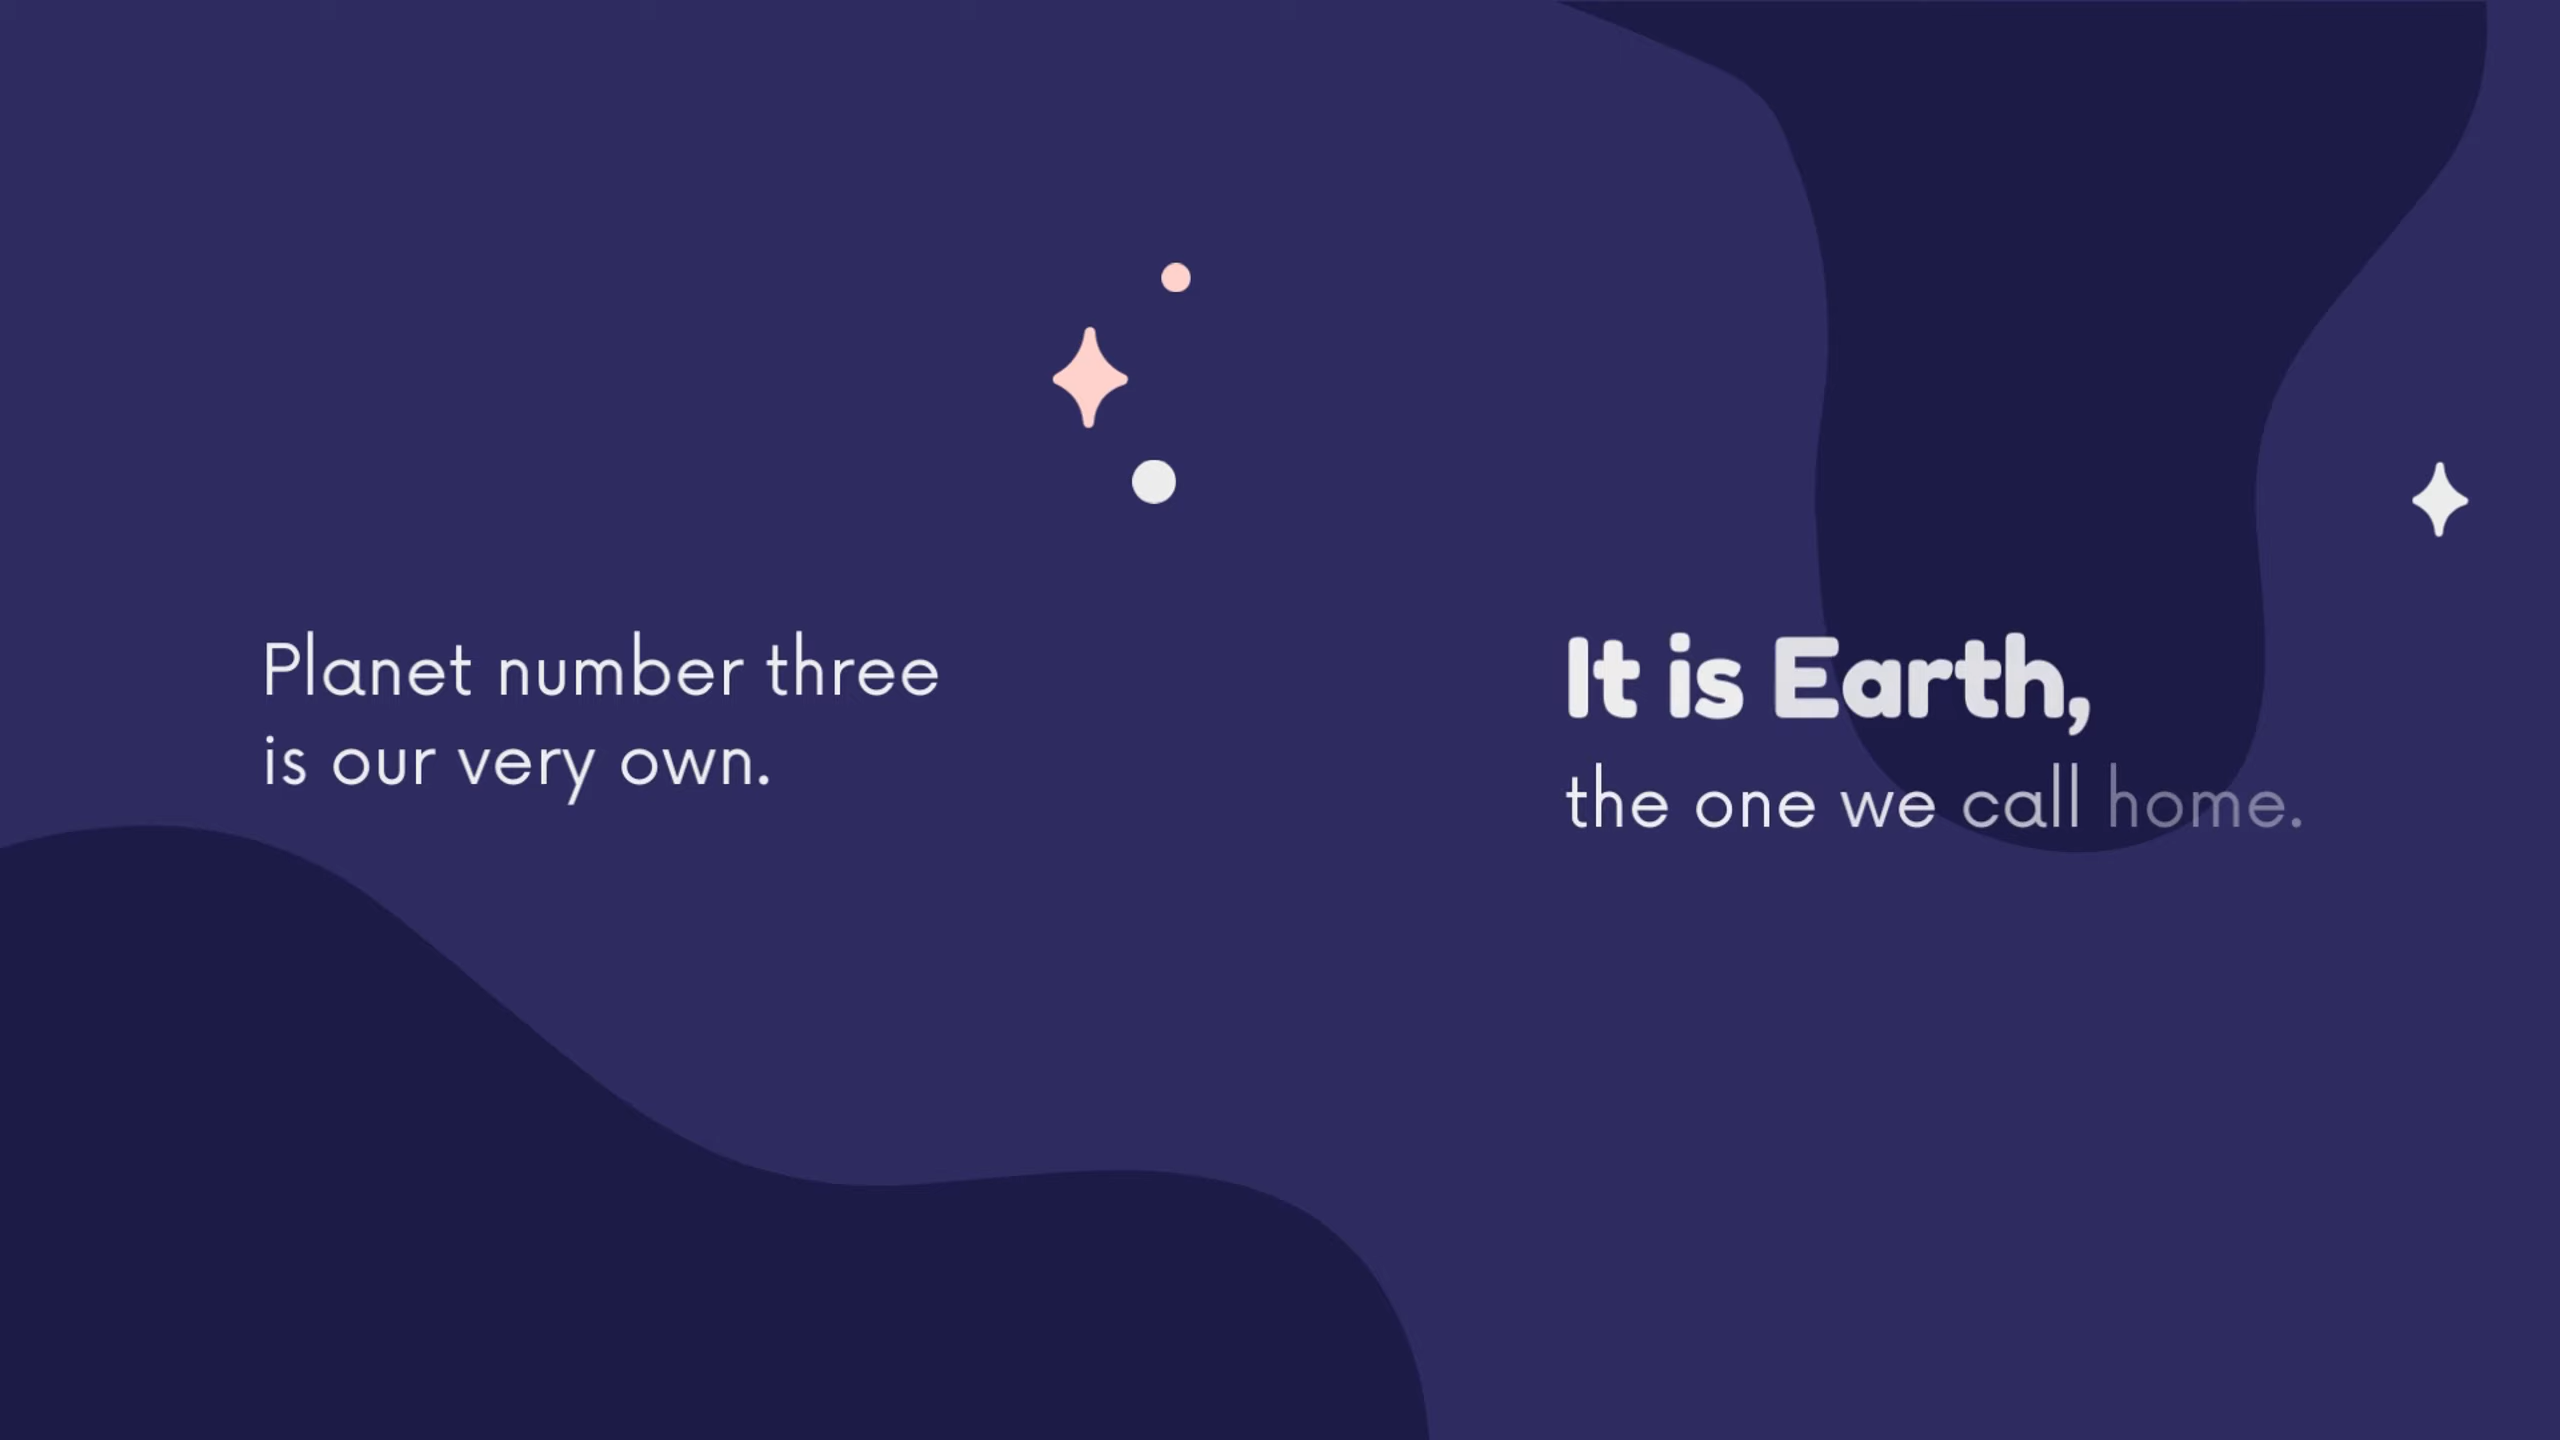 Planet number three
is our very own.
It is Earth,
the one we call home.